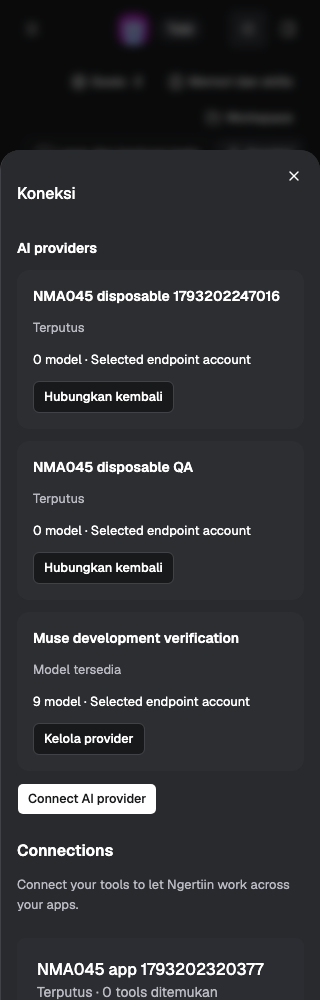 Koneksi
AI providers
NMA045 disposable 1793202247016
Terputus
0 model · Selected endpoint account
Hubungkan kembali
NMA045 disposable QA
Terputus
0 model · Selected endpoint account
Hubungkan kembali
Muse development verification
Model tersedia
9 model · Selected endpoint account
Kelola provider
Connect AI provider
Connections
Connect your tools to let Ngertiin work across
your apps.
NMA045 app 1793202320377
Terputus · 0 tools ditemukan